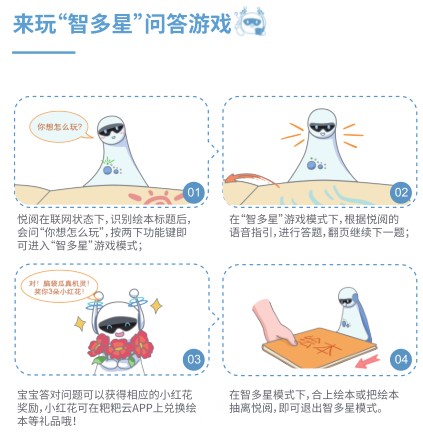 来玩“智多星”问答游戏
你想怎么玩?
01
02
悦阅在联网状态下,识别绘本标题后,
会问“你想怎么玩”,按两下功能键即
可进入“智多星”游戏模式;
在“智多星”游戏模式下,根据悦阅的
语音指引,进行答题,翻页继续下一题;
对!脑袋瓜真机灵!
奖你3朵小红花!
绘本
03
04
宝宝答对问题可以获得相应的小红花
奖励,小红花可在粑粑云APP上兑换绘
本等礼品哦!
在智多星模式下,合上绘本或把绘本
抽离悦阅,即可退出智多星模式。